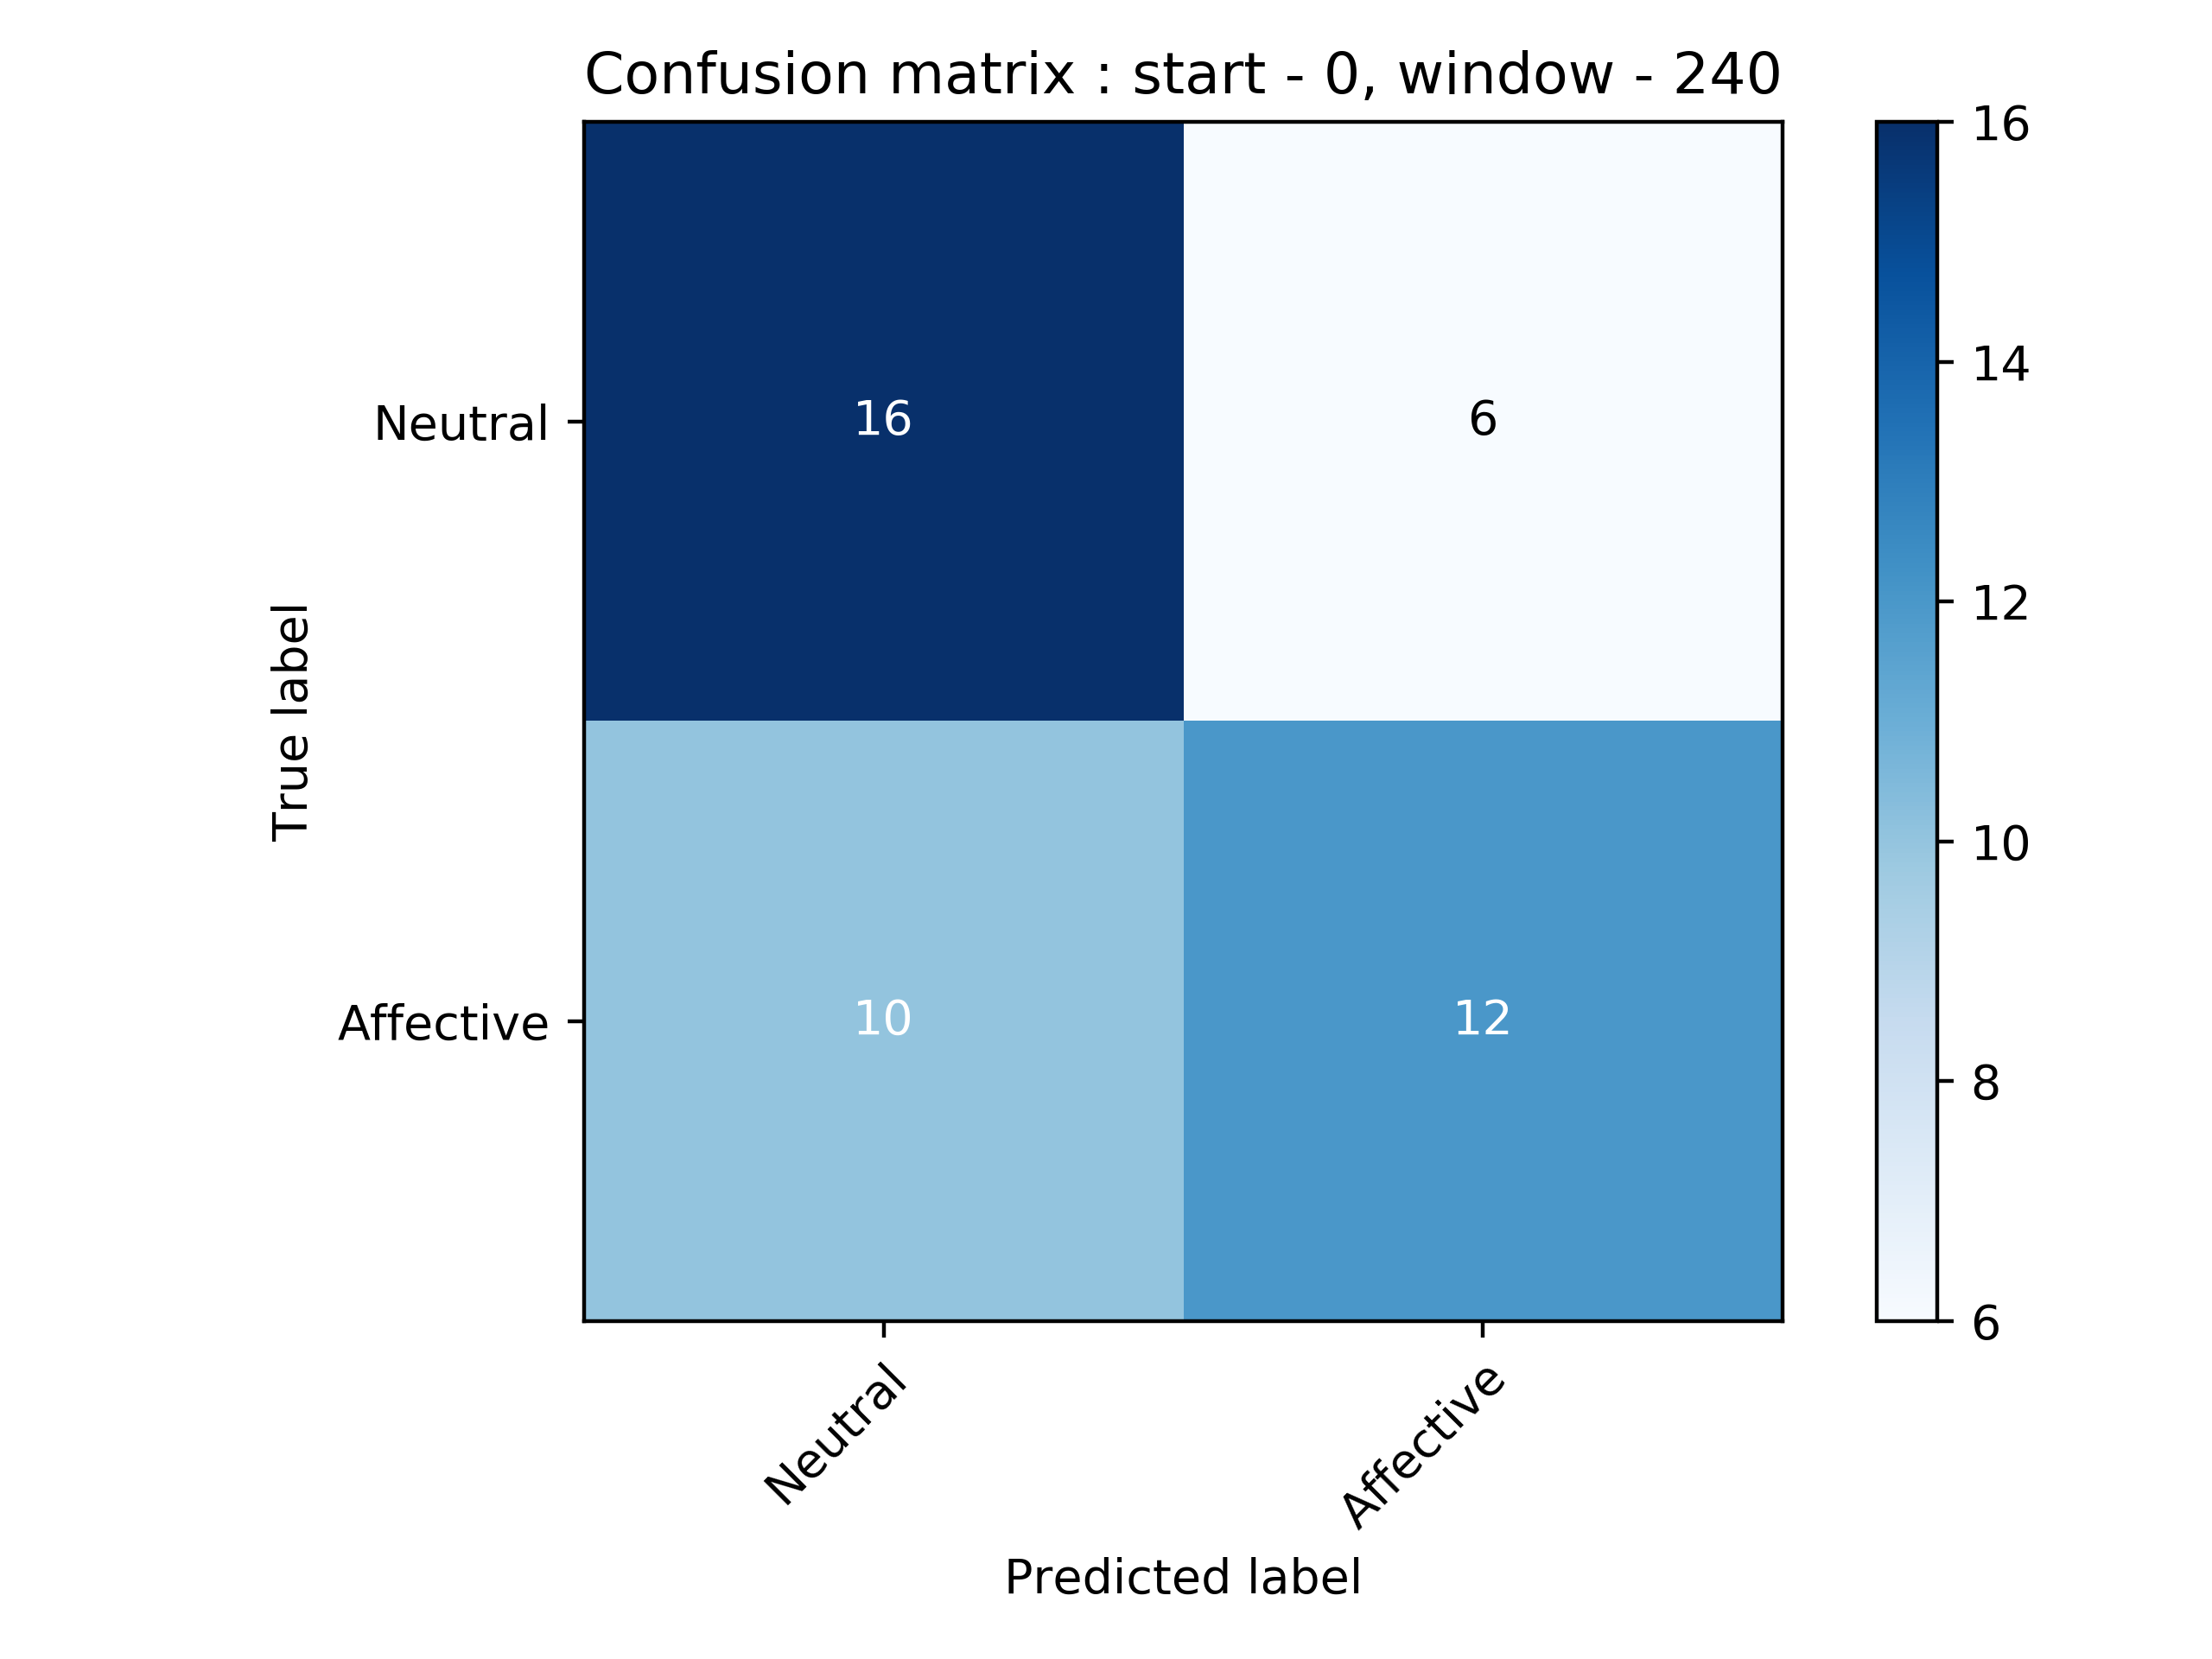 Confusion matrix : start - 0, window - 240
16
14
12
10
8
6
True label
Neutral
16
6
Affective
10
12
Neutral
Affective
Predicted label